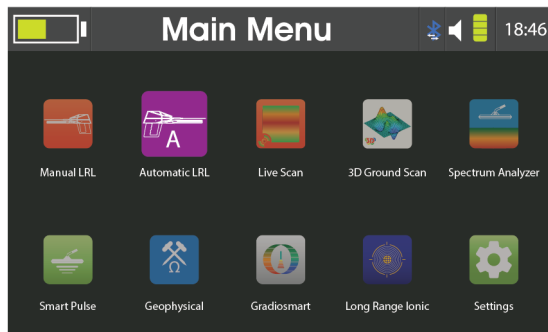 Main Menu
18:46
A
Manual LRL
Automatic LRL
Live Scan
3D Ground Scan
Spectrum Analyzer
Ω
Smart Pulse
Geophysical
Gradiosmart
Long Range Ionic
Settings